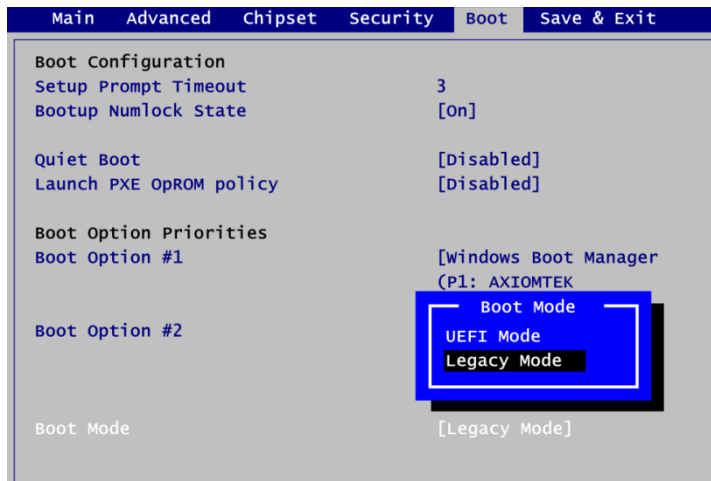 Main Advanced Chipset Security Boot Save & Exit
Boot Configuration
Setup Prompt Timeout 3
Bootup Numlock State [On]
Quiet Boot [Disabled]
Launch PXE OpROM policy [Disabled]
Boot Option Priorities
Boot Option #1 [Windows Boot Manager
(P1: AXIOMTEK
Boot Mode
Boot Option #2
UEFI Mode
Legacy Mode
Boot Mode [Legacy Mode]